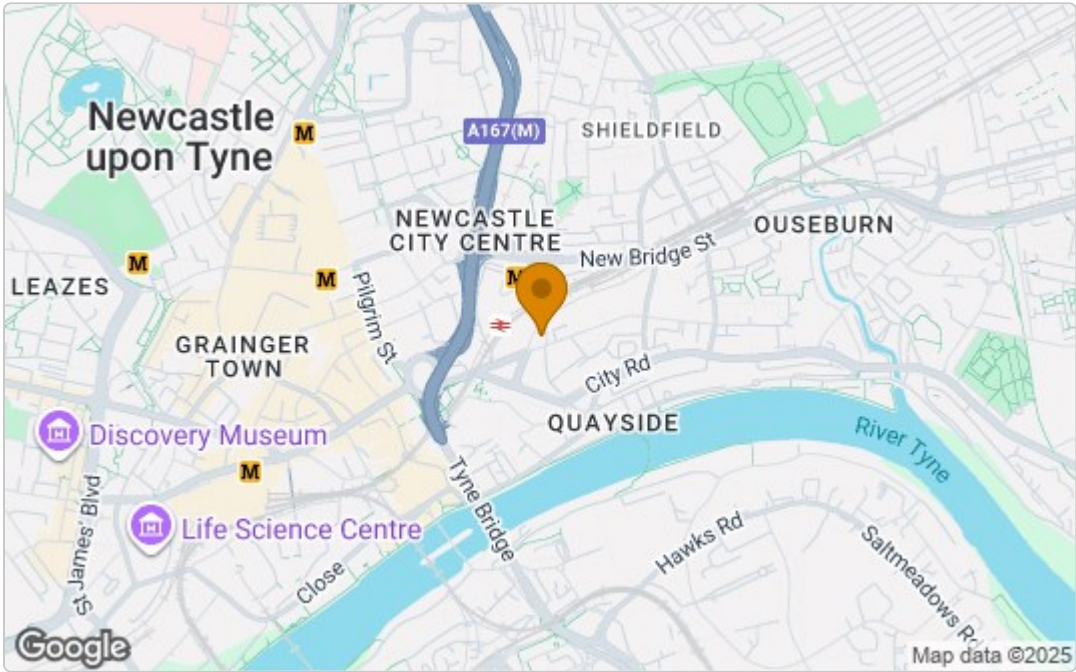 Newcastle
upon Tyne
M
A167(M)
SHIELDFIELD
NEWCASTLE
CITY CENTRE
New Bridge St
OUSEBURN
M
M
M
LEAZES
Pilgrim St
GRAINGER
TOWN
City Rd
QUAYSIDE
Discovery Museum
M
River Tyne
Tyne Bridge
St James' Blvd
Life Science Centre
Hawks Rd
Saltmeadows Rd
Close
Google
Map data ©2025